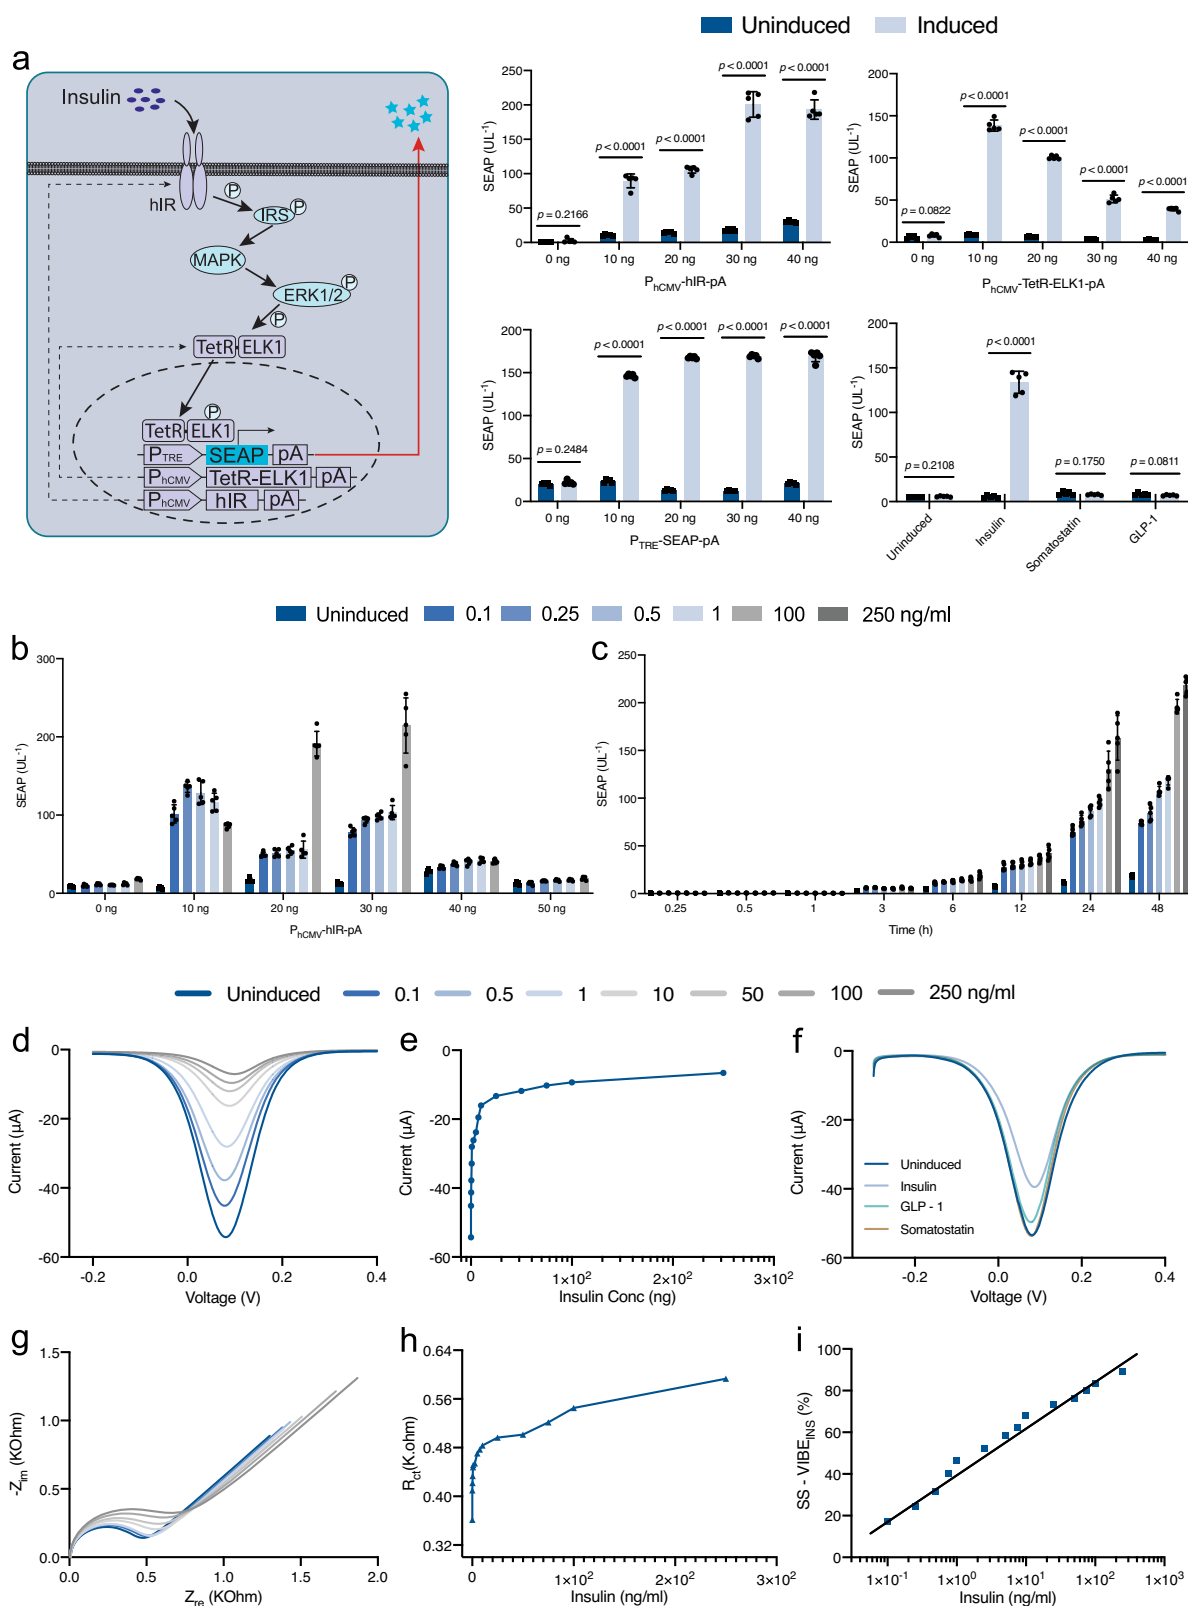 Uninduced Induced
a
Insulin
hIR
P
IRS
P
MAPK
ERK1/2
P
P
TetR ELK1
P
TetR ELK1
PTRE SEAP pA
PhCMV TetR-ELK1 pA
PhCMV hIR pA
SEAP (UL-1)
250
200
150
100
50
0
p = 0.2166
p < 0.0001
p < 0.0001
p < 0.0001
p < 0.0001
0 ng 10 ng 20 ng 30 ng 40 ng
PhCMV-hIR-pA
SEAP (UL-1)
200
150
100
50
0
p = 0.0822
p < 0.0001
p < 0.0001
p < 0.0001
p < 0.0001
0 ng 10 ng 20 ng 30 ng 40 ng
PhCMV-TetR-ELK1-pA
SEAP (UL-1)
200
150
100
50
0
p = 0.2484
p < 0.0001
p < 0.0001
p < 0.0001
p < 0.0001
0 ng 10 ng 20 ng 30 ng 40 ng
PTRE-SEAP-pA
SEAP (UL-1)
200
150
100
50
0
p = 0.2108
p < 0.0001
p = 0.1750
p = 0.0811
Uninduced Insulin Somatostatin GLP-1
Uninduced 0.1 0.25 0.5 1 100 250 ng/ml
b
SEAP (UL-1)
300
200
100
0
0 ng 10 ng 20 ng 30 ng 40 ng 50 ng
PhCMV-hIR-pA
c
SEAP (UL-1)
250
200
150
100
50
0
0.25 0.5 1 3 6 12 24 48
Time (h)
Uninduced 0.1 0.5 1 10 50 100 250 ng/ml
d
Current (µA)
0
-20
-40
-60
-0.2 0.0 0.2 0.4
Voltage (V)
e
Current (µA)
0
-20
-40
-60
0 1×10² 2×10² 3×10²
Insulin Conc (ng)
f
Current (µA)
0
-20
-40
-60
Uninduced
Insulin
GLP - 1
Somatostatin
-0.2 0.0 0.2 0.4
Voltage (V)
g
-Zim (KOhm)
1.5
1.0
0.5
0.0
0.0 0.5 1.0 1.5 2.0
Zre (KOhm)
h
Rct(K.ohm)
0.64
0.56
0.48
0.40
0.32
0 1×10² 2×10² 3×10²
Insulin (ng/ml)
i
SS - VIBEINS (%)
100
80
60
40
20
0
1×10-1 1×10⁰ 1×10¹ 1×10² 1×10³
Insulin (ng/ml)